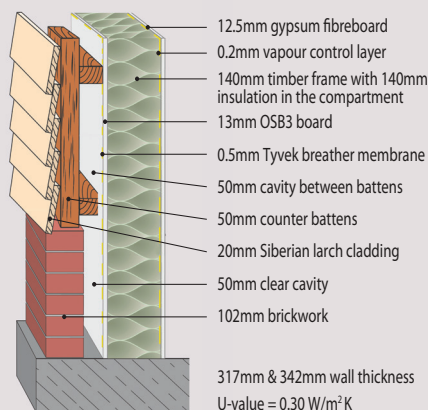 12.5mm gypsum fibreboard
0.2mm vapour control layer
140mm timber frame with 140mm
insulation in the compartment
13mm OSB3 board
0.5mm Tyvek breather membrane
50mm cavity between battens
50mm counter battens
20mm Siberian larch cladding
50mm clear cavity
102mm brickwork
317mm & 342mm wall thickness
U-value = 0.30 W/m² K